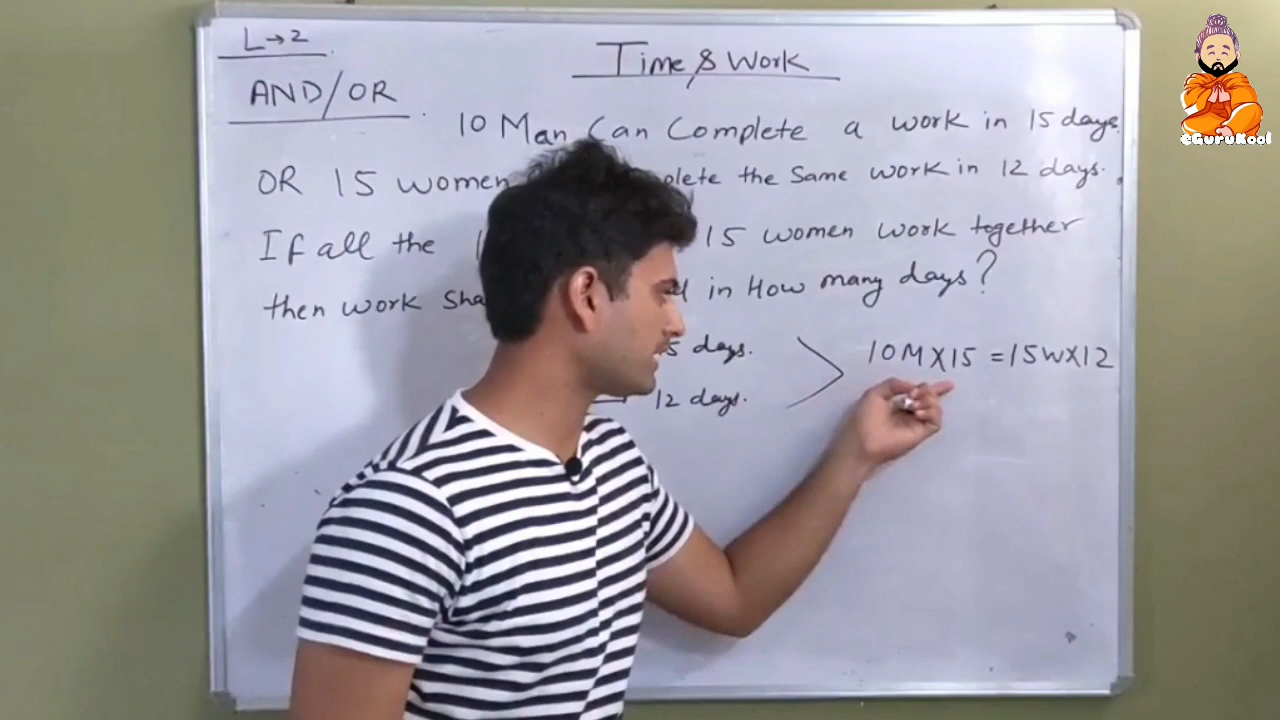 L→2
Time & Work
AND/OR
10 Man Can Complete a work in 15 days.
OR 15 women plete the Same work in 12 days.
If all the 15 women work together
then work in How many days?
days.
12 days.
10M×15 = 15W×12
eGuruKool